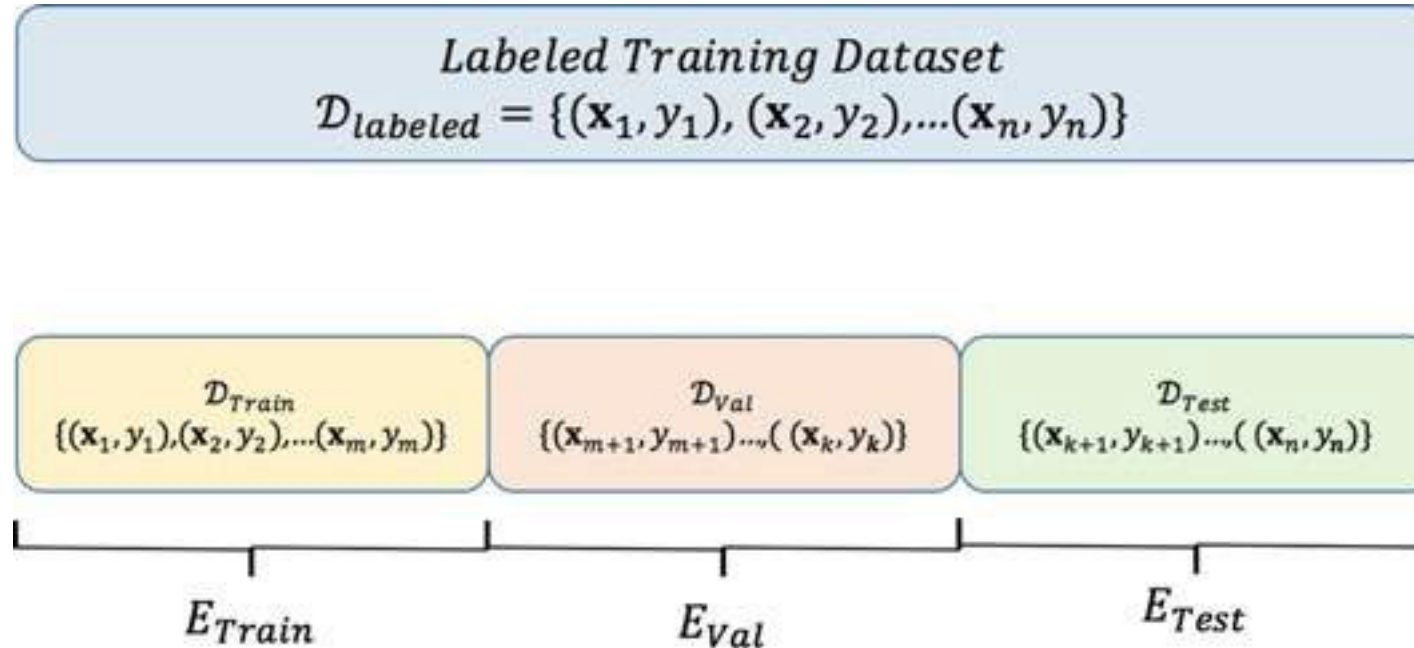 Labeled Training Dataset
𝒟_labeled = {(𝐱₁, y₁), (𝐱₂, y₂),...(𝐱ₙ, yₙ)}
𝒟_Train
{(𝐱₁, y₁),(𝐱₂, y₂),...(𝐱ₘ, yₘ)}
𝒟_Val
{(𝐱ₘ₊₁, yₘ₊₁)...,( (𝐱ₖ, yₖ)}
𝒟_Test
{(𝐱ₖ₊₁, yₖ₊₁)...,( (𝐱ₙ, yₙ)}
E_Train
E_Val
E_Test